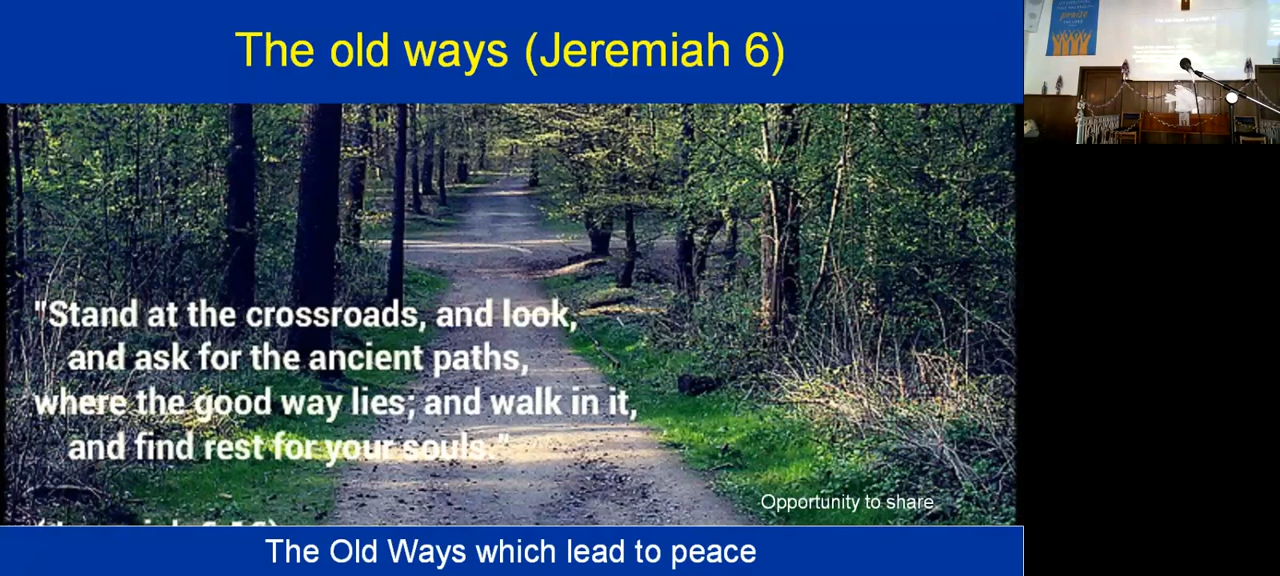 The old ways (Jeremiah 6)
"Stand at the crossroads, and look,
and ask for the ancient paths,
where the good way lies; and walk in it,
and find rest for your souls."
Opportunity to share
The Old Ways which lead to peace
praise